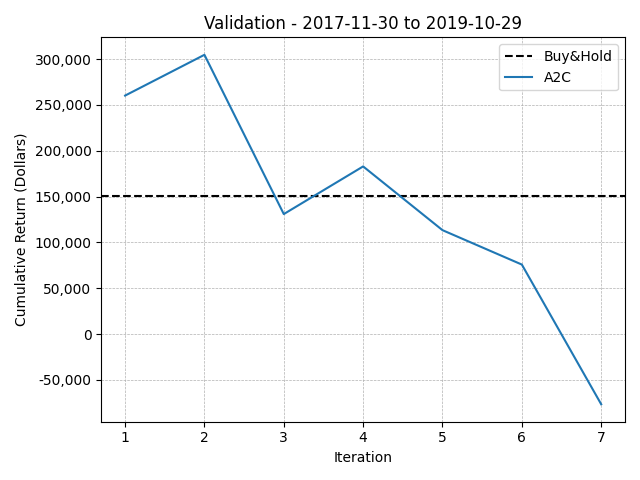 Validation - 2017-11-30 to 2019-10-29
Buy&Hold
A2C
Cumulative Return (Dollars)
300,000
250,000
200,000
150,000
100,000
50,000
0
-50,000
1 2 3 4 5 6 7
Iteration